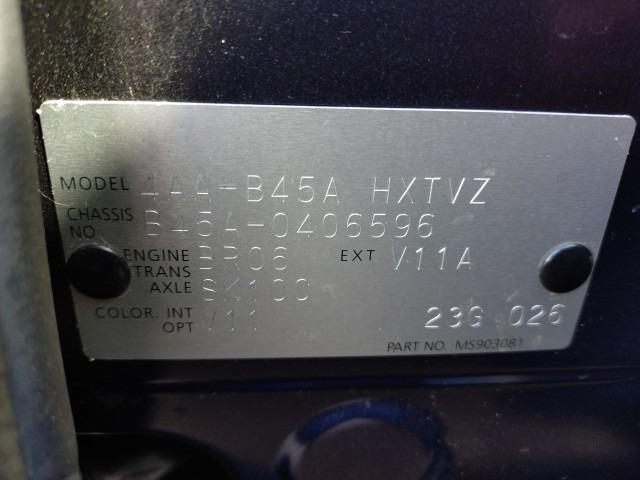 MODEL 4AA-B45A HXTVZ
CHASSIS NO. B45A-0406596
ENGINE BR06 EXT V11A
TRANS AXLE SK100
COLOR. INT OPT V11 23G 026
PART NO.: MS903081